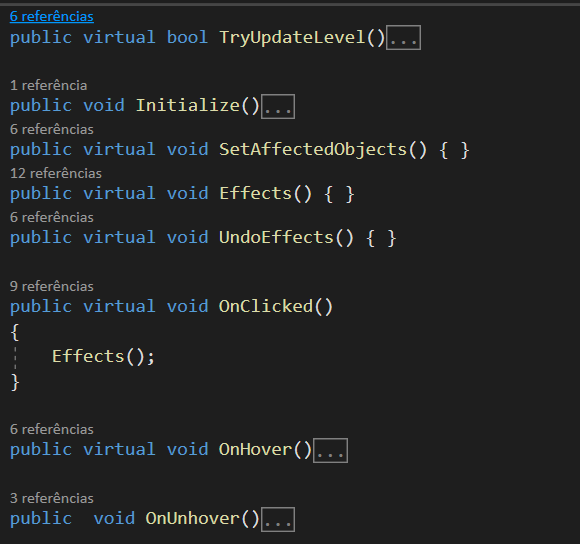 6 referências
public virtual bool TryUpdateLevel()...
1 referência
public void Initialize()...
6 referências
public virtual void SetAffectedObjects() { }
12 referências
public virtual void Effects() { }
6 referências
public virtual void UndoEffects() { }
9 referências
public virtual void OnClicked()
{
Effects();
}
6 referências
public virtual void OnHover()...
3 referências
public  void OnUnhover()...